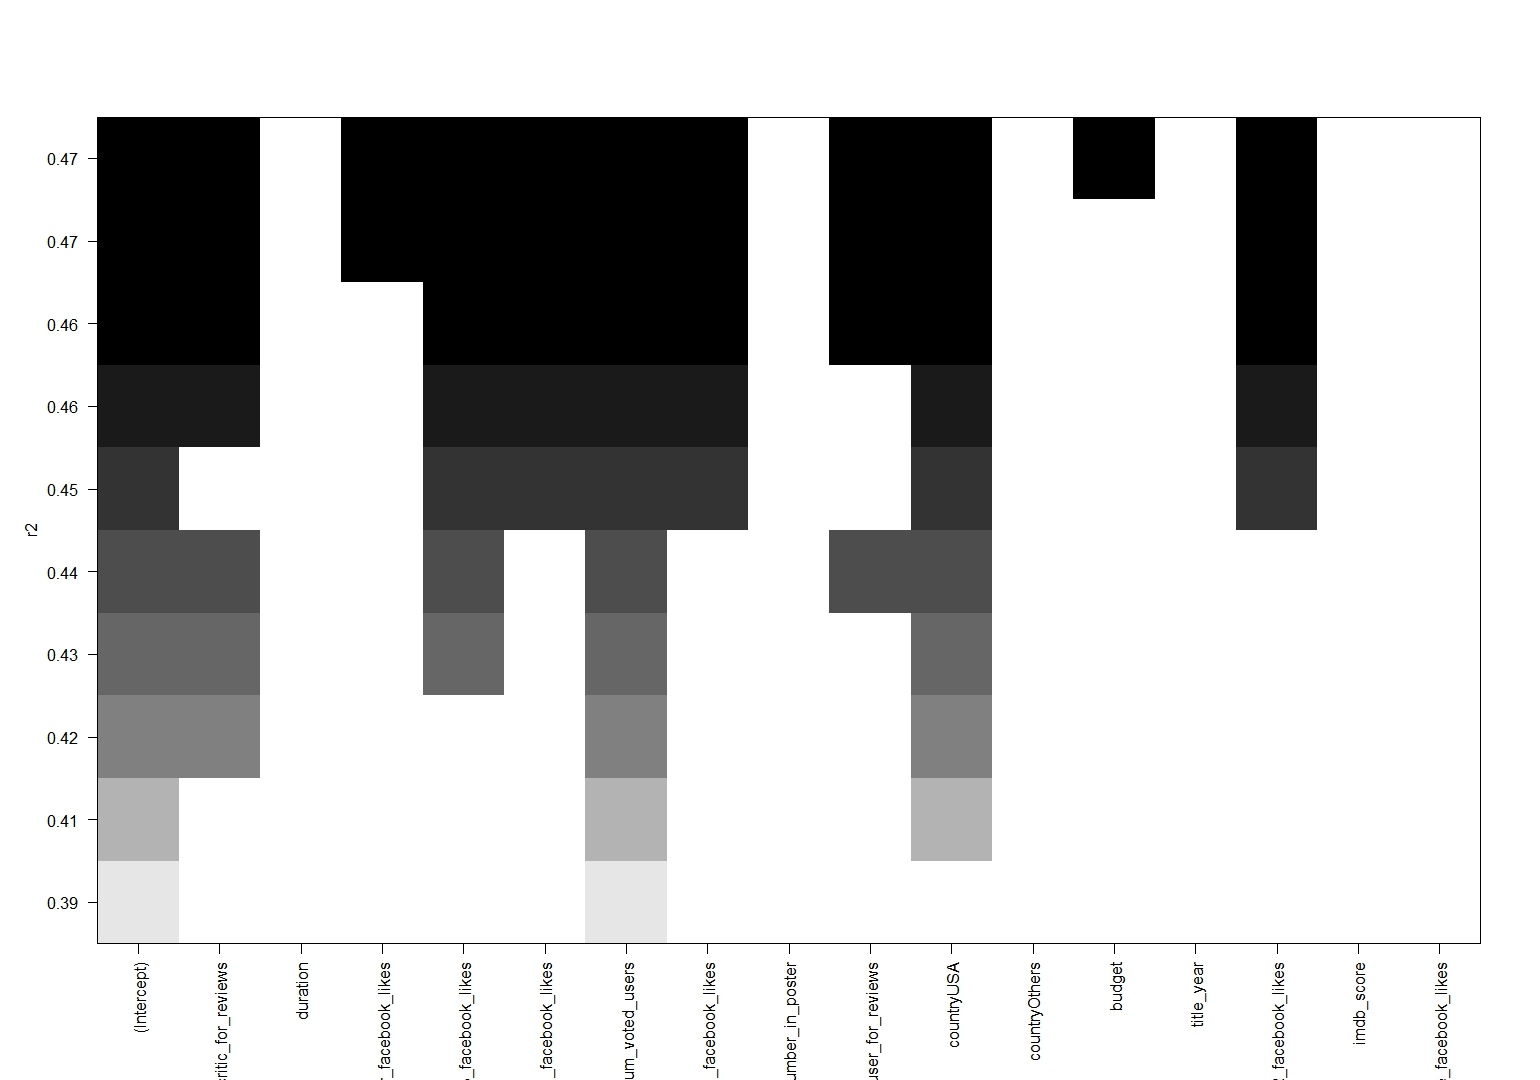 0.47
0.47
0.46
0.46
0.45
r2
0.44
0.43
0.42
0.41
0.39
(Intercept)
critic_for_reviews
duration
_facebook_likes
_facebook_likes
_facebook_likes
um_voted_users
_facebook_likes
umber_in_poster
user_for_reviews
countryUSA
countryOthers
budget
title_year
_facebook_likes
imdb_score
_facebook_likes